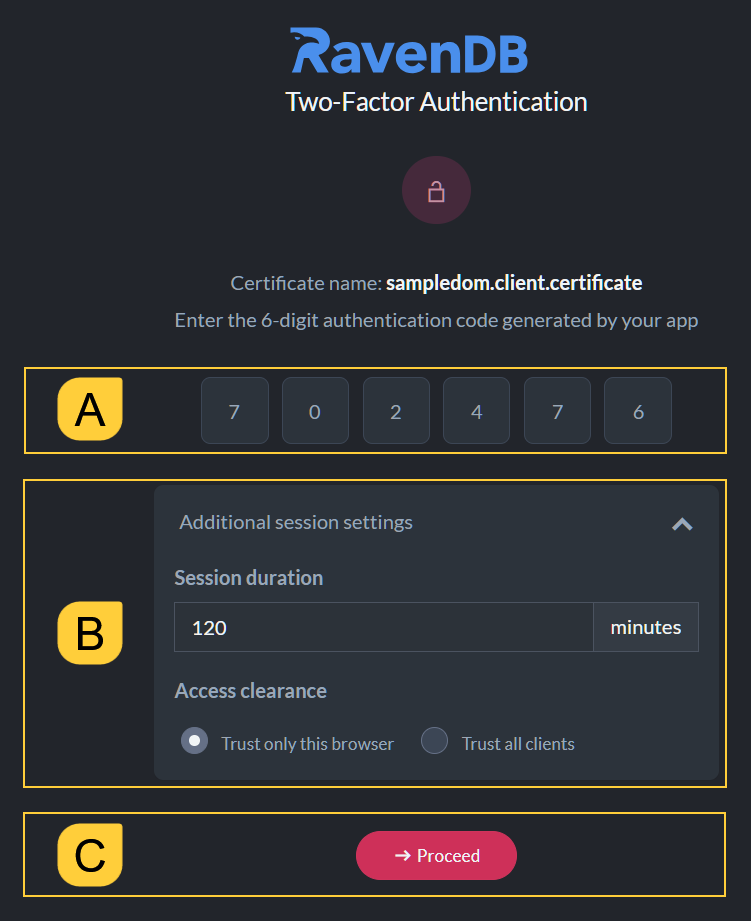 RavenDB
Two-Factor Authentication
Certificate name: sampledom.client.certificate
Enter the 6-digit authentication code generated by your app
A 7 0 2 4 7 6
Additional session settings
Session duration
B 120 minutes
Access clearance
Trust only this browser Trust all clients
C → Proceed